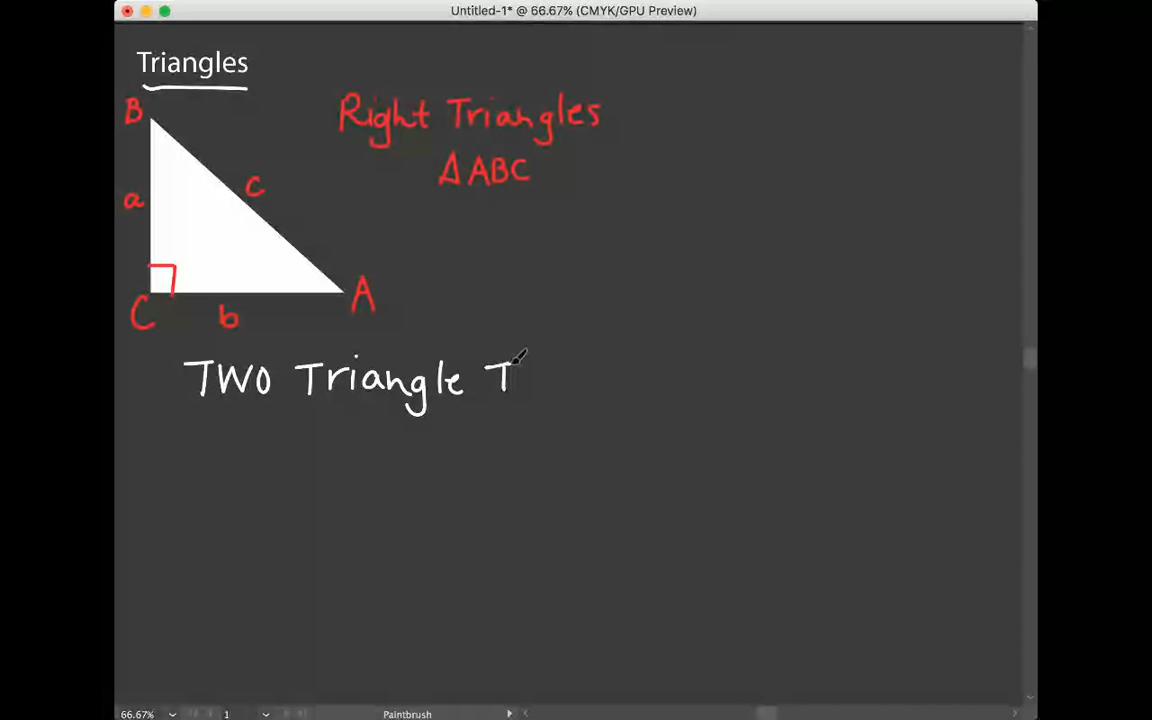 Untitled-1* @ 66.67% (CMYK/GPU Preview)
Triangles
B
Right Triangles
ΔABC
a
c
C
b
A
TWO Triangle T
66.67%
1
Paintbrush